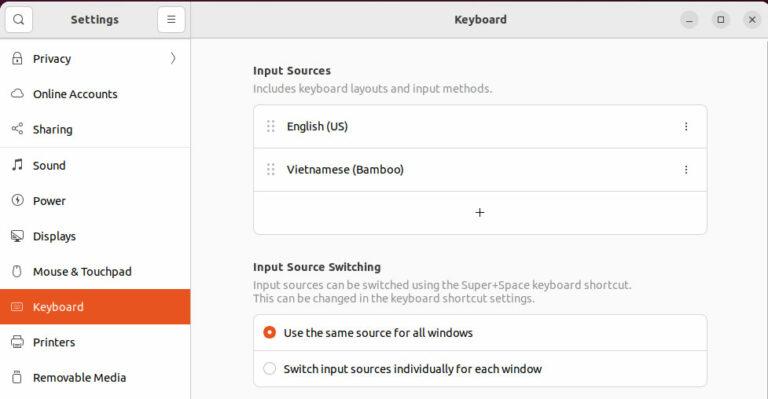 Settings
Keyboard
Privacy
Online Accounts
Sharing
Sound
Power
Displays
Mouse & Touchpad
Keyboard
Printers
Removable Media
Input Sources
Includes keyboard layouts and input methods.
English (US)
Vietnamese (Bamboo)
Input Source Switching
Input sources can be switched using the Super+Space keyboard shortcut.
This can be changed in the keyboard shortcut settings.
Use the same source for all windows
Switch input sources individually for each window